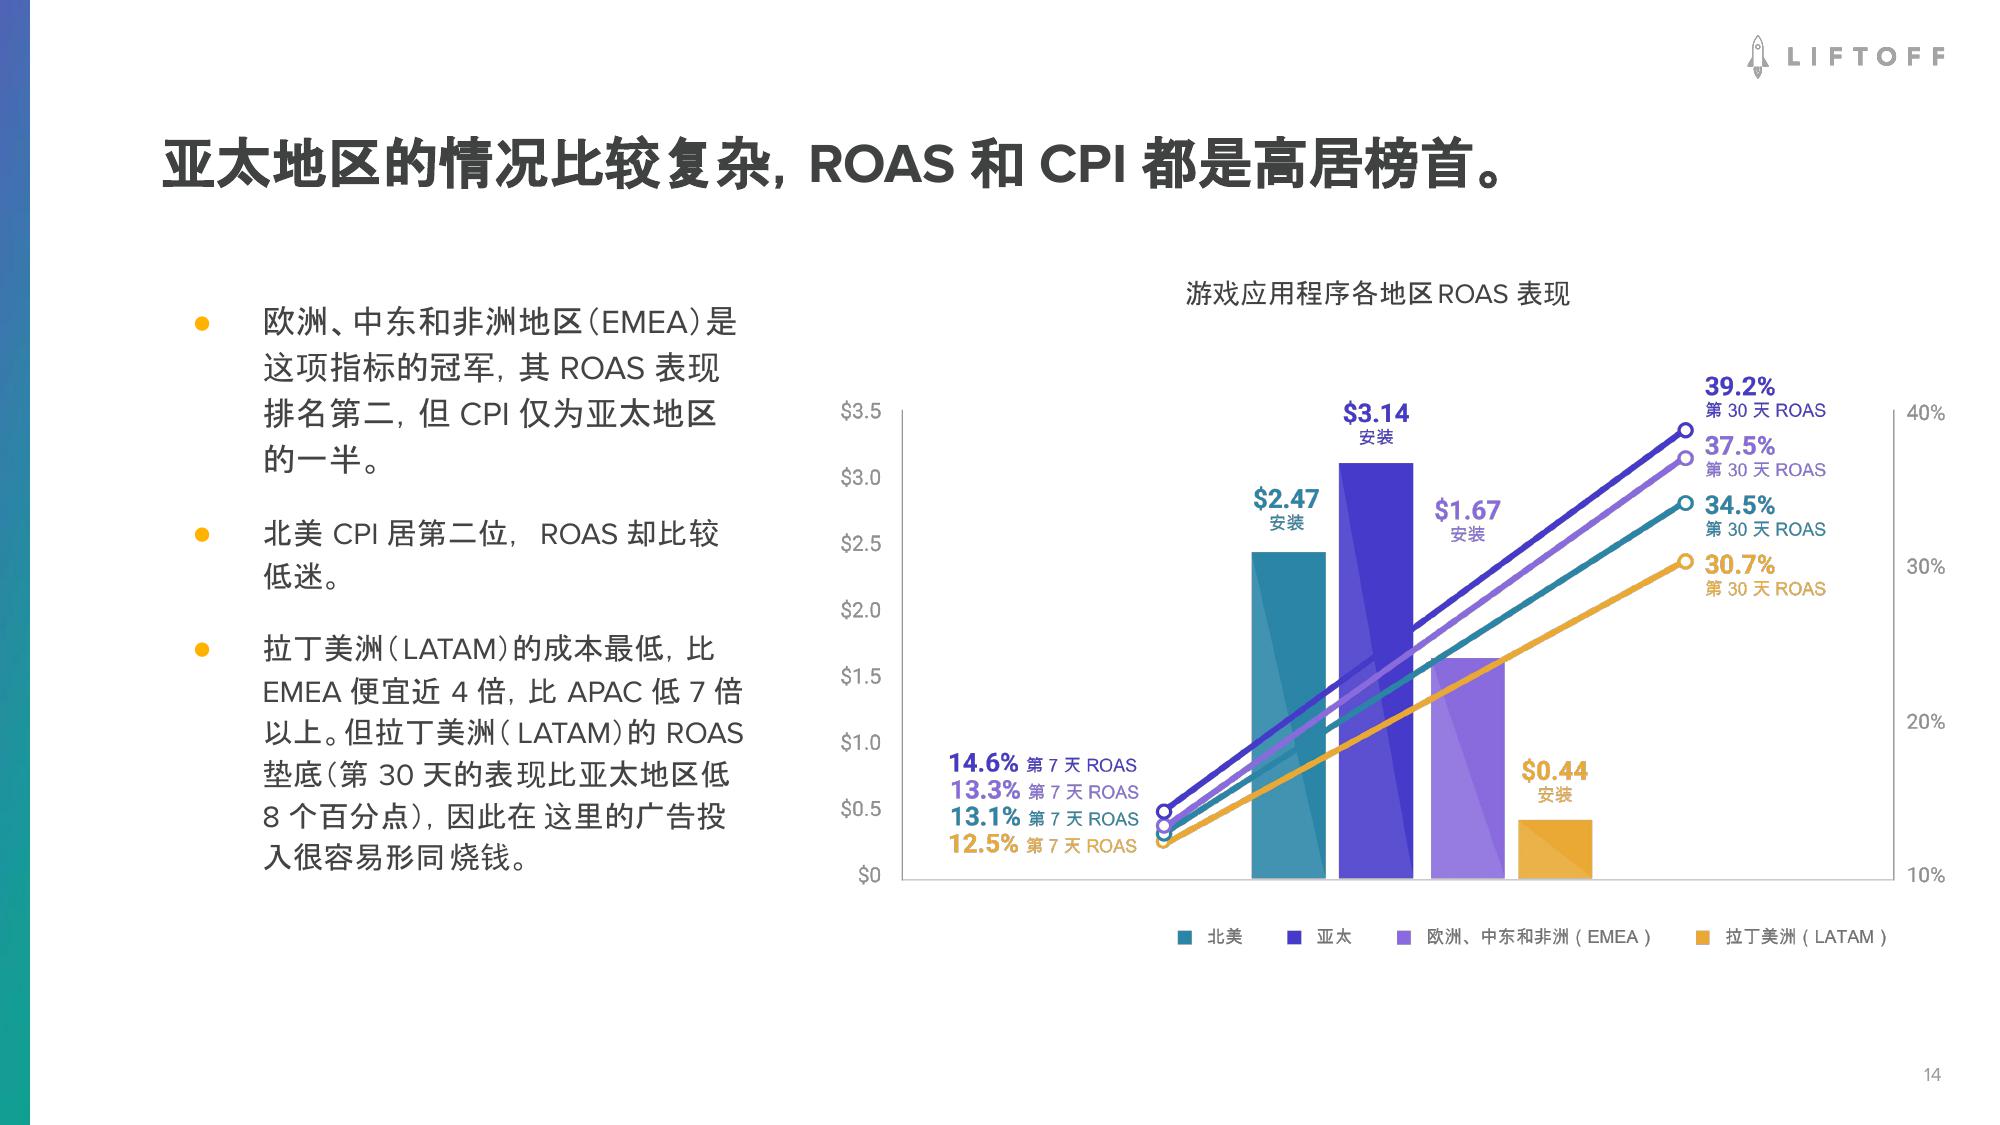 LIFTOFF
亚太地区的情况比较复杂, ROAS 和 CPI 都是高居榜首。
欧洲、中东和非洲地区(EMEA)是
这项指标的冠军, 其 ROAS 表现
排名第二, 但 CPI 仅为亚太地区
的一半。
北美 CPI 居第二位, ROAS 却比较
低迷。
拉丁美洲(LATAM)的成本最低, 比
EMEA 便宜近 4 倍, 比 APAC 低 7 倍
以上。但拉丁美洲(LATAM)的 ROAS
垫底(第 30 天的表现比亚太地区低
8 个百分点), 因此在 这里的广告投
入很容易形同烧钱。
游戏应用程序各地区ROAS 表现
$3.5
$3.0
$2.5
$2.0
$1.5
$1.0
$0.5
$0
14.6% 第 7 天 ROAS
13.3% 第 7 天 ROAS
13.1% 第 7 天 ROAS
12.5% 第 7 天 ROAS
$2.47
安装
$3.14
安装
$1.67
安装
$0.44
安装
39.2%
第 30 天 ROAS
37.5%
第 30 天 ROAS
34.5%
第 30 天 ROAS
30.7%
第 30 天 ROAS
40%
30%
20%
10%
北美 亚太 欧洲、中东和非洲 ( EMEA ) 拉丁美洲 ( LATAM )
14